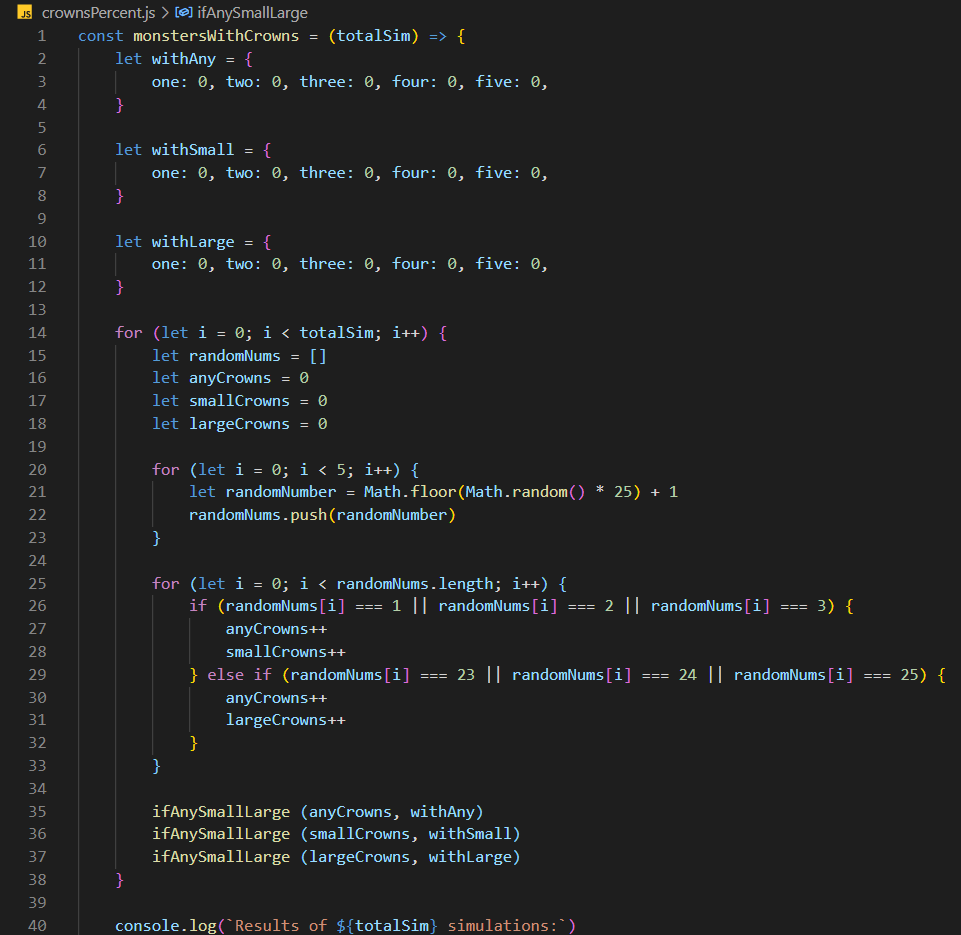 JS crownsPercent.js > ifAnySmallLarge
1 const monstersWithCrowns = (totalSim) => {
2     let withAny = {
3         one: 0, two: 0, three: 0, four: 0, five: 0,
4     }
5
6     let withSmall = {
7         one: 0, two: 0, three: 0, four: 0, five: 0,
8     }
9
10     let withLarge = {
11         one: 0, two: 0, three: 0, four: 0, five: 0,
12     }
13
14     for (let i = 0; i < totalSim; i++) {
15         let randomNums = []
16         let anyCrowns = 0
17         let smallCrowns = 0
18         let largeCrowns = 0
19
20         for (let i = 0; i < 5; i++) {
21             let randomNumber = Math.floor(Math.random() * 25) + 1
22             randomNums.push(randomNumber)
23         }
24
25         for (let i = 0; i < randomNums.length; i++) {
26             if (randomNums[i] === 1 || randomNums[i] === 2 || randomNums[i] === 3) {
27                 anyCrowns++
28                 smallCrowns++
29             } else if (randomNums[i] === 23 || randomNums[i] === 24 || randomNums[i] === 25) {
30                 anyCrowns++
31                 largeCrowns++
32             }
33         }
34
35         ifAnySmallLarge (anyCrowns, withAny)
36         ifAnySmallLarge (smallCrowns, withSmall)
37         ifAnySmallLarge (largeCrowns, withLarge)
38     }
39
40     console.log(`Results of ${totalSim} simulations:`)